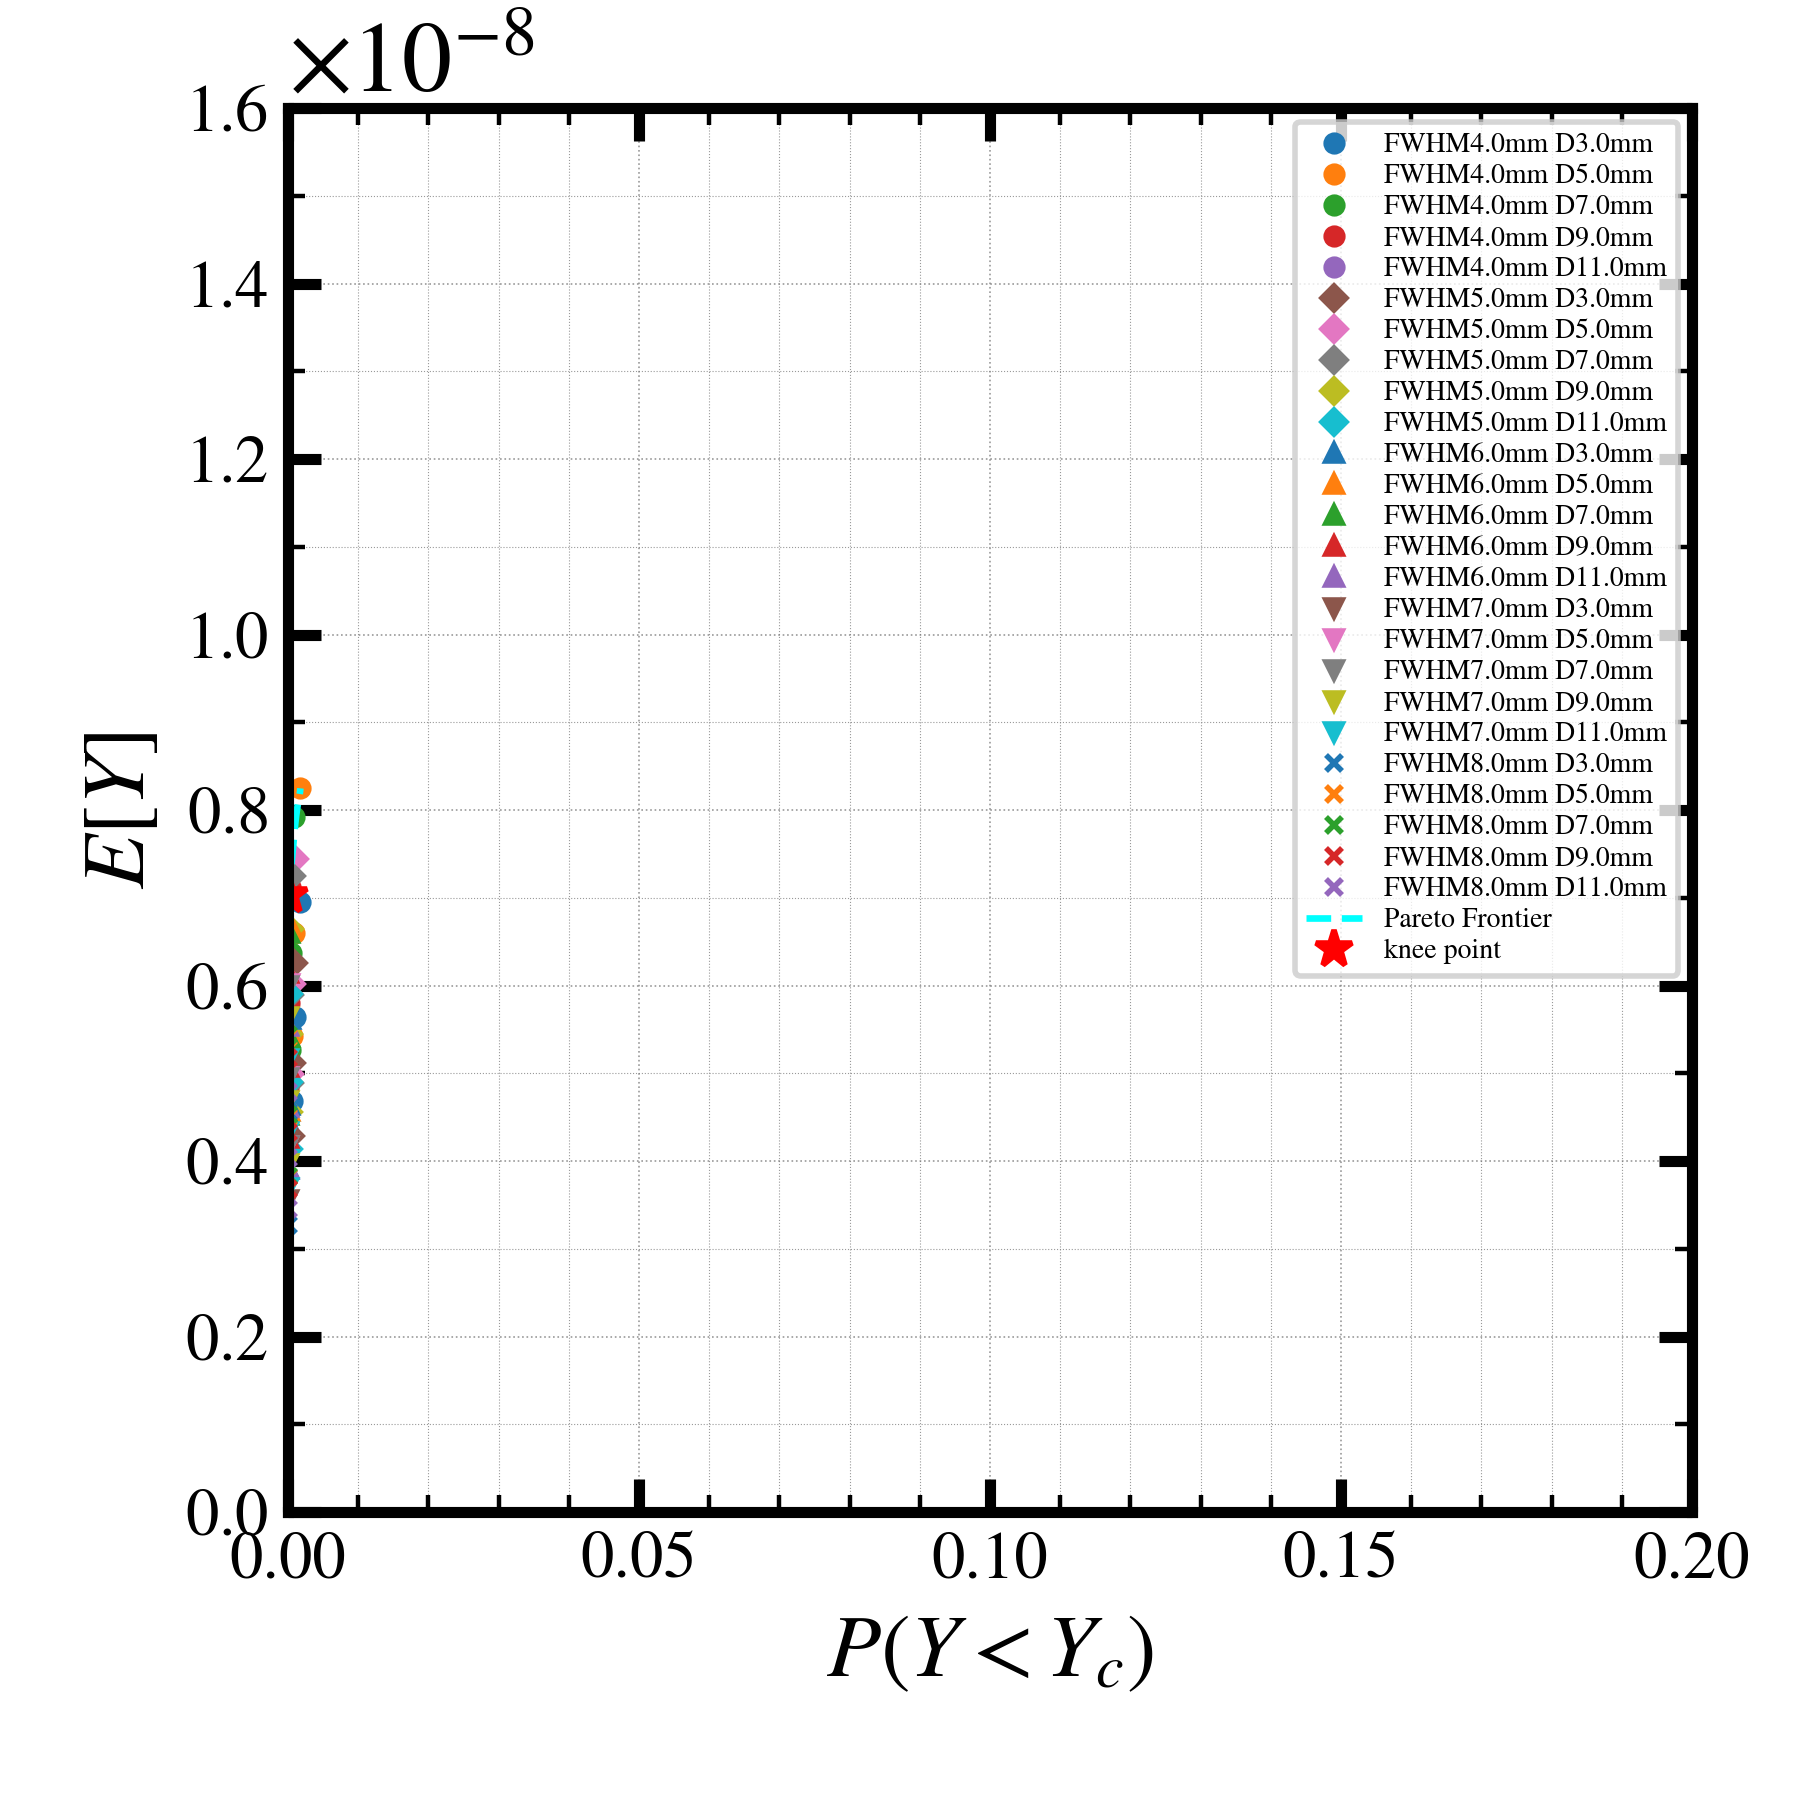 ×10⁻⁸
1.6
1.4
1.2
1.0
0.8
0.6
0.4
0.2
0.0
E[Y]
FWHM4.0mm D3.0mm
FWHM4.0mm D5.0mm
FWHM4.0mm D7.0mm
FWHM4.0mm D9.0mm
FWHM4.0mm D11.0mm
FWHM5.0mm D3.0mm
FWHM5.0mm D5.0mm
FWHM5.0mm D7.0mm
FWHM5.0mm D9.0mm
FWHM5.0mm D11.0mm
FWHM6.0mm D3.0mm
FWHM6.0mm D5.0mm
FWHM6.0mm D7.0mm
FWHM6.0mm D9.0mm
FWHM6.0mm D11.0mm
FWHM7.0mm D3.0mm
FWHM7.0mm D5.0mm
FWHM7.0mm D7.0mm
FWHM7.0mm D9.0mm
FWHM7.0mm D11.0mm
FWHM8.0mm D3.0mm
FWHM8.0mm D5.0mm
FWHM8.0mm D7.0mm
FWHM8.0mm D9.0mm
FWHM8.0mm D11.0mm
Pareto Frontier
knee point
0.00 0.05 0.10 0.15 0.20
P(Y < Y_c)